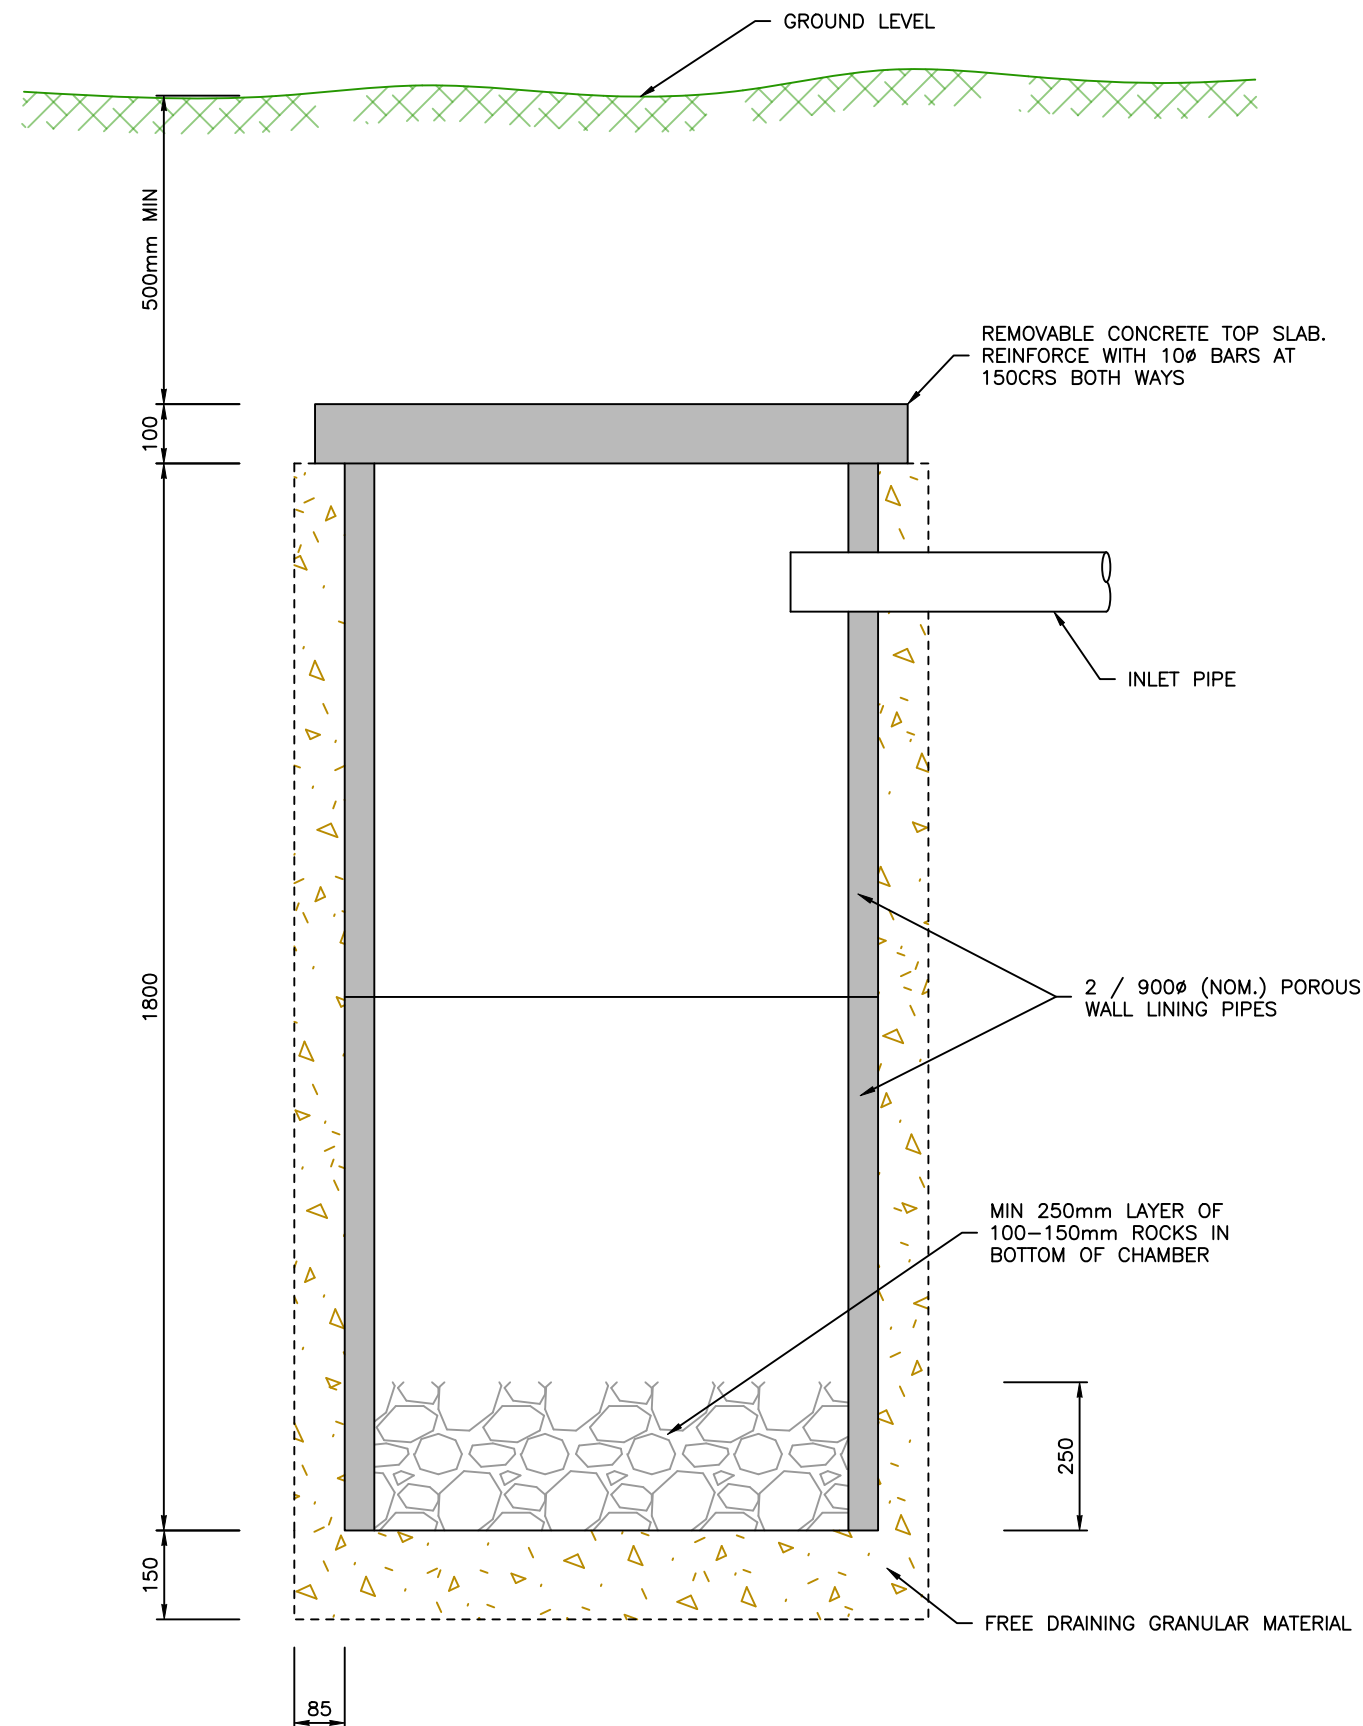 GROUND LEVEL
500mm MIN
REMOVABLE CONCRETE TOP SLAB.
REINFORCE WITH 10ø BARS AT
150CRS BOTH WAYS
100
INLET PIPE
1800
2 / 900ø (NOM.) POROUS
WALL LINING PIPES
MIN 250mm LAYER OF
100-150mm ROCKS IN
BOTTOM OF CHAMBER
250
150
FREE DRAINING GRANULAR MATERIAL
85